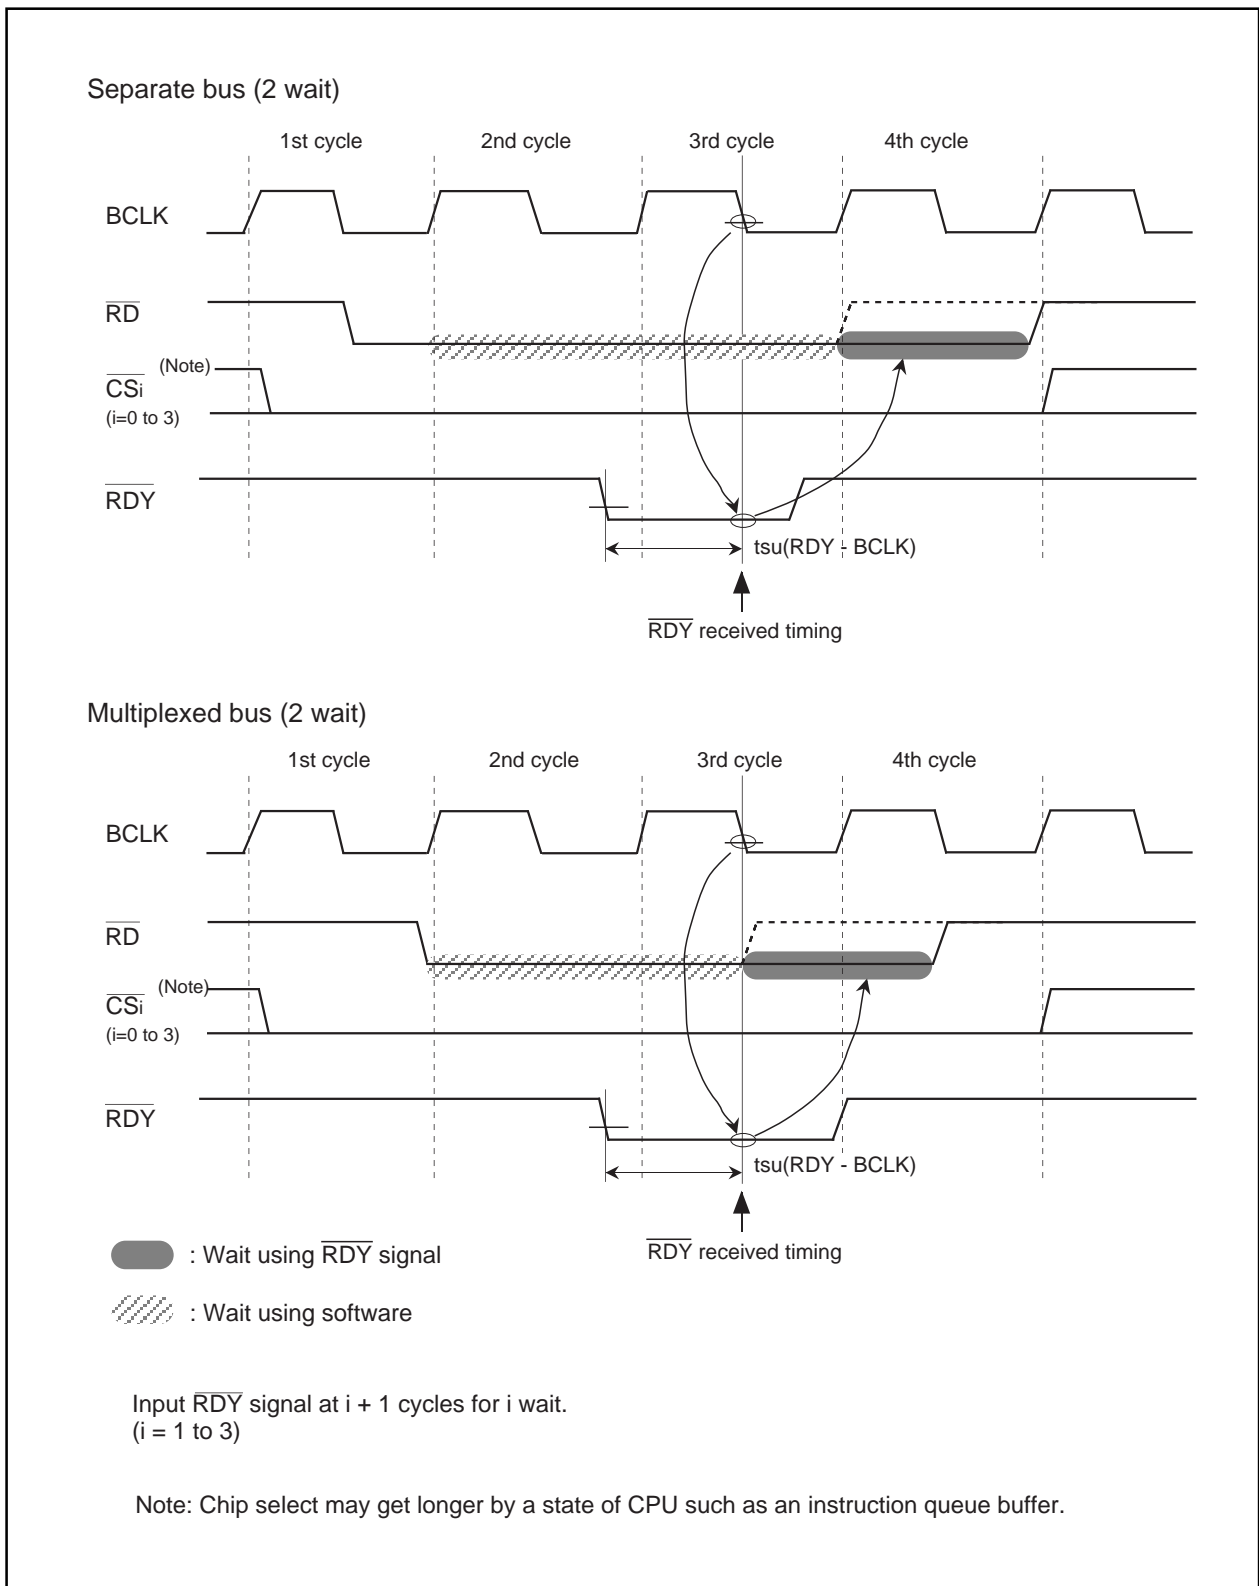 Separate bus (2 wait)
1st cycle 2nd cycle 3rd cycle 4th cycle
BCLK
RD
(Note)
CSi
(i=0 to 3)
RDY
tsu(RDY - BCLK)
RDY received timing
Multiplexed bus (2 wait)
1st cycle 2nd cycle 3rd cycle 4th cycle
BCLK
RD
(Note)
CSi
(i=0 to 3)
RDY
tsu(RDY - BCLK)
RDY received timing
: Wait using RDY signal
: Wait using software
Input RDY signal at i + 1 cycles for i wait.
(i = 1 to 3)
Note: Chip select may get longer by a state of CPU such as an instruction queue buffer.